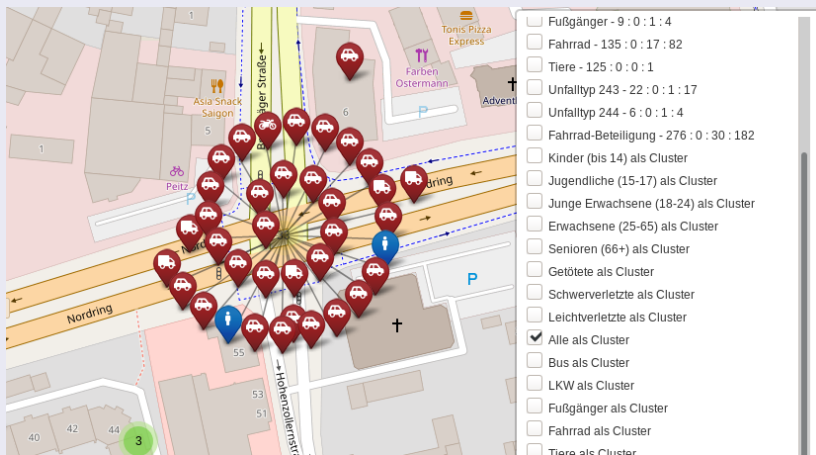 1
Tonis Pizza
Express
Farben
Ostermann
Asia Snack
Saigon
5
6
P
1
Peitz
P
Nordring
P
55
53
51
Hohenzollernstr
40
42
44
3
Fußgänger - 9 : 0 : 1 : 4
Fahrrad - 135 : 0 : 17 : 82
Tiere - 125 : 0 : 0 : 1
Unfalltyp 243 - 22 : 0 : 1 : 17
Unfalltyp 244 - 6 : 0 : 1 : 4
Fahrrad-Beteiligung - 276 : 0 : 30 : 182
Kinder (bis 14) als Cluster
Jugendliche (15-17) als Cluster
Junge Erwachsene (18-24) als Cluster
Erwachsene (25-65) als Cluster
Senioren (66+) als Cluster
Getötete als Cluster
Schwerverletzte als Cluster
Leichtverletzte als Cluster
Alle als Cluster
Bus als Cluster
LKW als Cluster
Fußgänger als Cluster
Fahrrad als Cluster
Tiere als Cluster